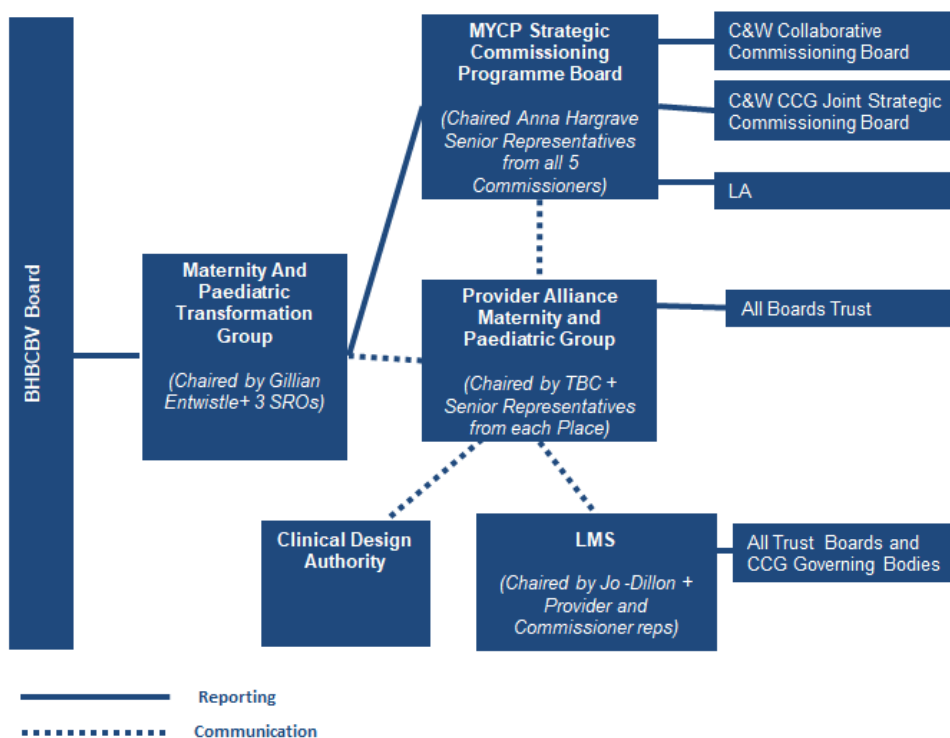 BHBCBV Board
Maternity And
Paediatric
Transformation
Group
(Chaired by Gillian
Entwistle+ 3 SROs)
MYCP Strategic
Commissioning
Programme Board
(Chaired Anna Hargrave
Senior Representatives
from all 5
Commissioners)
C&W Collaborative
Commissioning Board
C&W CCG Joint Strategic
Commissioning Board
LA
Provider Alliance
Maternity and
Paediatric Group
(Chaired by TBC +
Senior Representatives
from each Place)
All Boards Trust
Clinical Design
Authority
LMS
(Chaired by Jo -Dillon +
Provider and
Commissioner reps)
All Trust Boards and
CCG Governing Bodies
Reporting
Communication